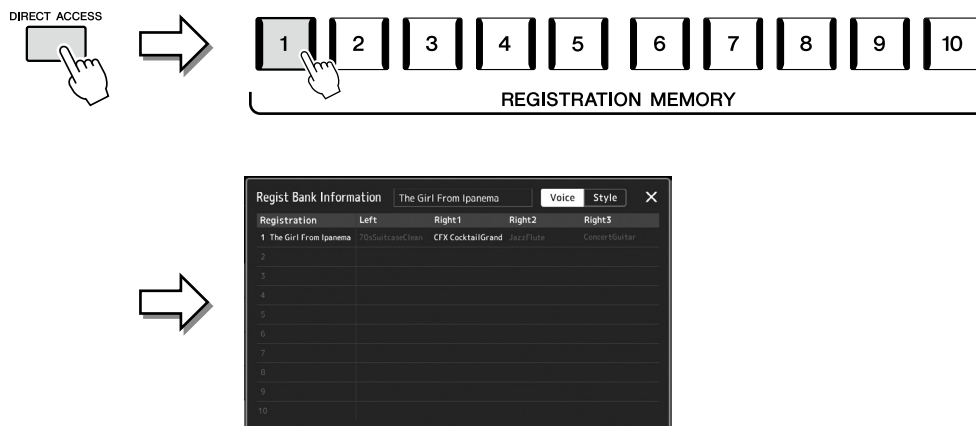 DIRECT ACCESS
1 2 3 4 5 6 7 8 9 10
REGISTRATION MEMORY
Regist Bank Information The Girl From Ipanema Voice Style X
Registration Left Right1 Right2 Right3
1 The Girl From Ipanema 70sSuitcaseClean CFX CocktailGrand JazzFlute ConcertGuitar
2
3
4
5
6
7
8
9
10